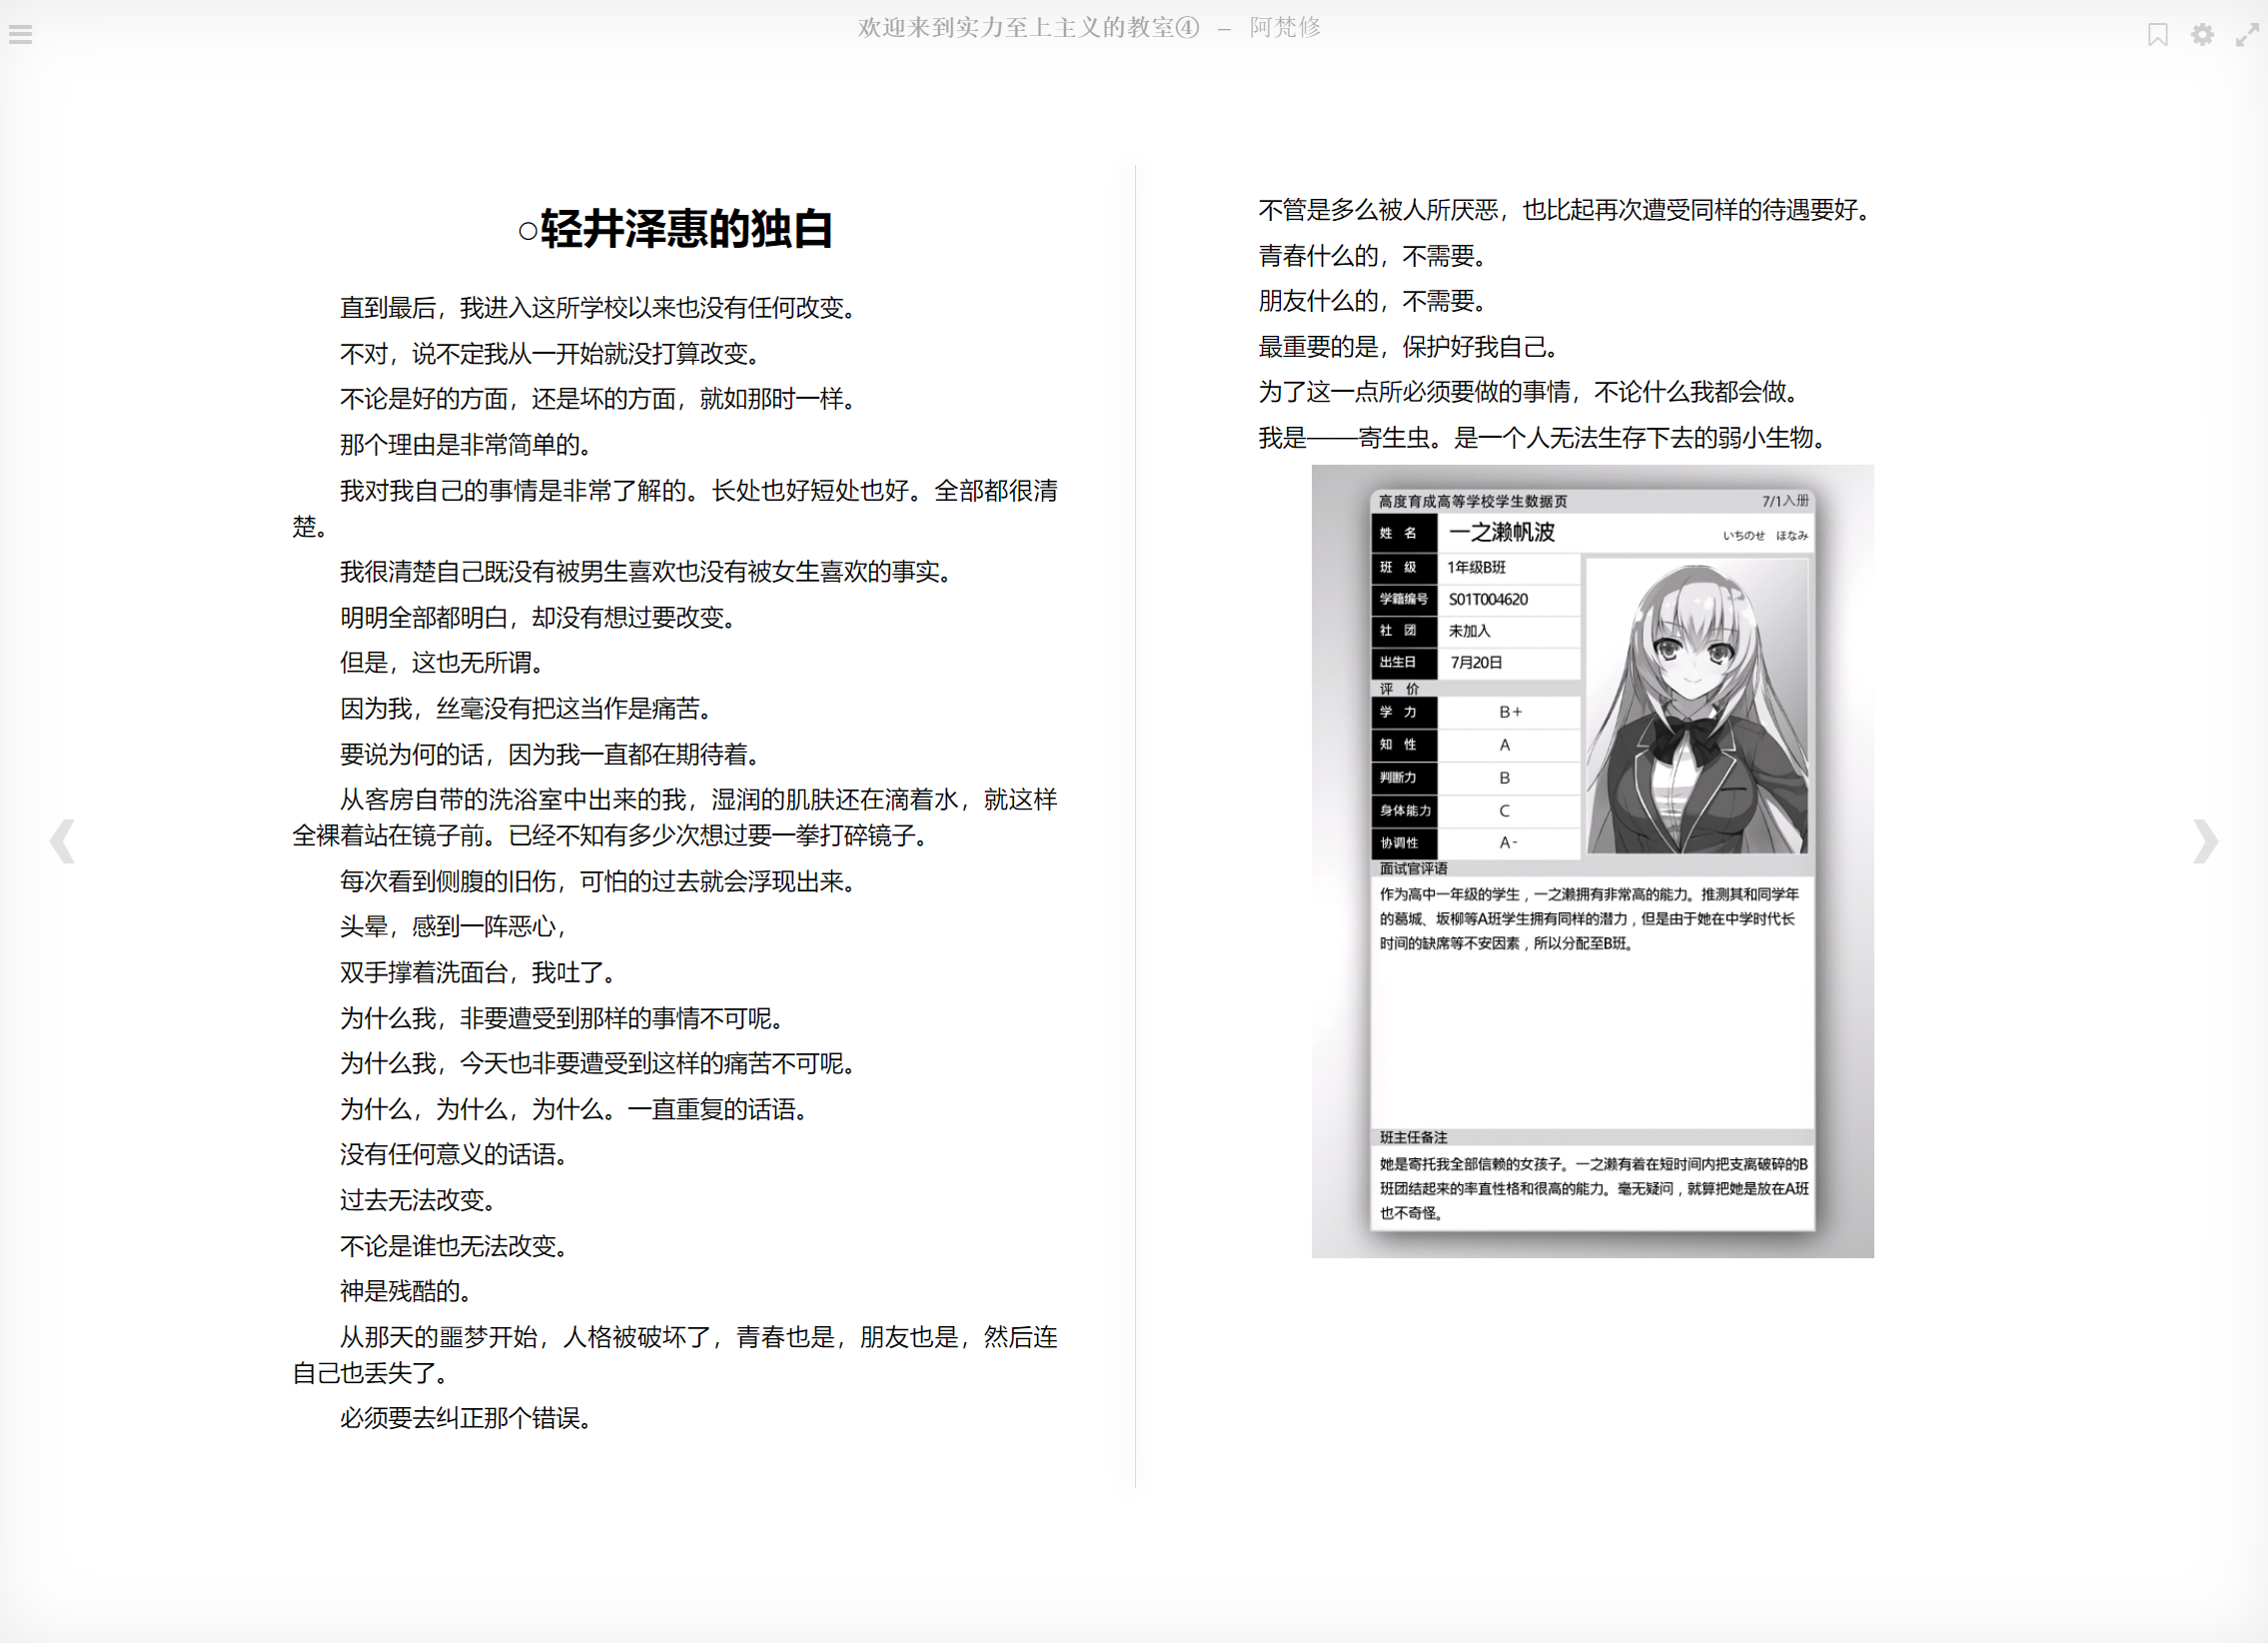 欢迎来到实力至上主义的教室④ – 阿梵修
○轻井泽惠的独白
直到最后，我进入这所学校以来也没有任何改变。
不对，说不定我从一开始就没打算改变。
不论是好的方面，还是坏的方面，就如那时一样。
那个理由是非常简单的。
我对我自己的事情是非常了解的。长处也好短处也好。全部都很清
楚。
我很清楚自己既没有被男生喜欢也没有被女生喜欢的事实。
明明全部都明白，却没有想过要改变。
但是，这也无所谓。
因为我，丝毫没有把这当作是痛苦。
要说为何的话，因为我一直都在期待着。
从客房自带的洗浴室中出来的我，湿润的肌肤还在滴着水，就这样
全裸着站在镜子前。已经不知有多少次想过要一拳打碎镜子。
每次看到侧腹的旧伤，可怕的过去就会浮现出来。
头晕，感到一阵恶心，
双手撑着洗面台，我吐了。
为什么我，非要遭受到那样的事情不可呢。
为什么我，今天也非要遭受到这样的痛苦不可呢。
为什么，为什么，为什么。一直重复的话语。
没有任何意义的话语。
过去无法改变。
不论是谁也无法改变。
神是残酷的。
从那天的噩梦开始，人格被破坏了，青春也是，朋友也是，然后连
自己也丢失了。
必须要去纠正那个错误。
不管是多么被人所厌恶，也比起再次遭受同样的待遇要好。
青春什么的，不需要。
朋友什么的，不需要。
最重要的是，保护好我自己。
为了这一点所必须要做的事情，不论什么我都会做。
我是——寄生虫。是一个人无法生存下去的弱小生物。
高度育成高等学校学生数据页 7/1入册
姓 名 一之濑帆波 いちのせ ほなみ
班 级 1年级B班
学籍编号 S01T004620
社 团 未加入
出生日 7月20日
评 价
学 力 B+
知 性 A
判断力 B
身体能力 C
协调性 A-
面试官评语
作为高中一年级的学生，一之濑拥有非常高的能力。推测其和同学年
的葛城、坂柳等A班学生拥有同样的潜力，但是由于她在中学时代长
时间的缺席等不安因素，所以分配至B班。
班主任备注
她是寄托我全部信赖的女孩子。一之濑有着在短时间内把支离破碎的B
班团结起来的率直性格和很高的能力。毫无疑问，就算把她是放在A班
也不奇怪。